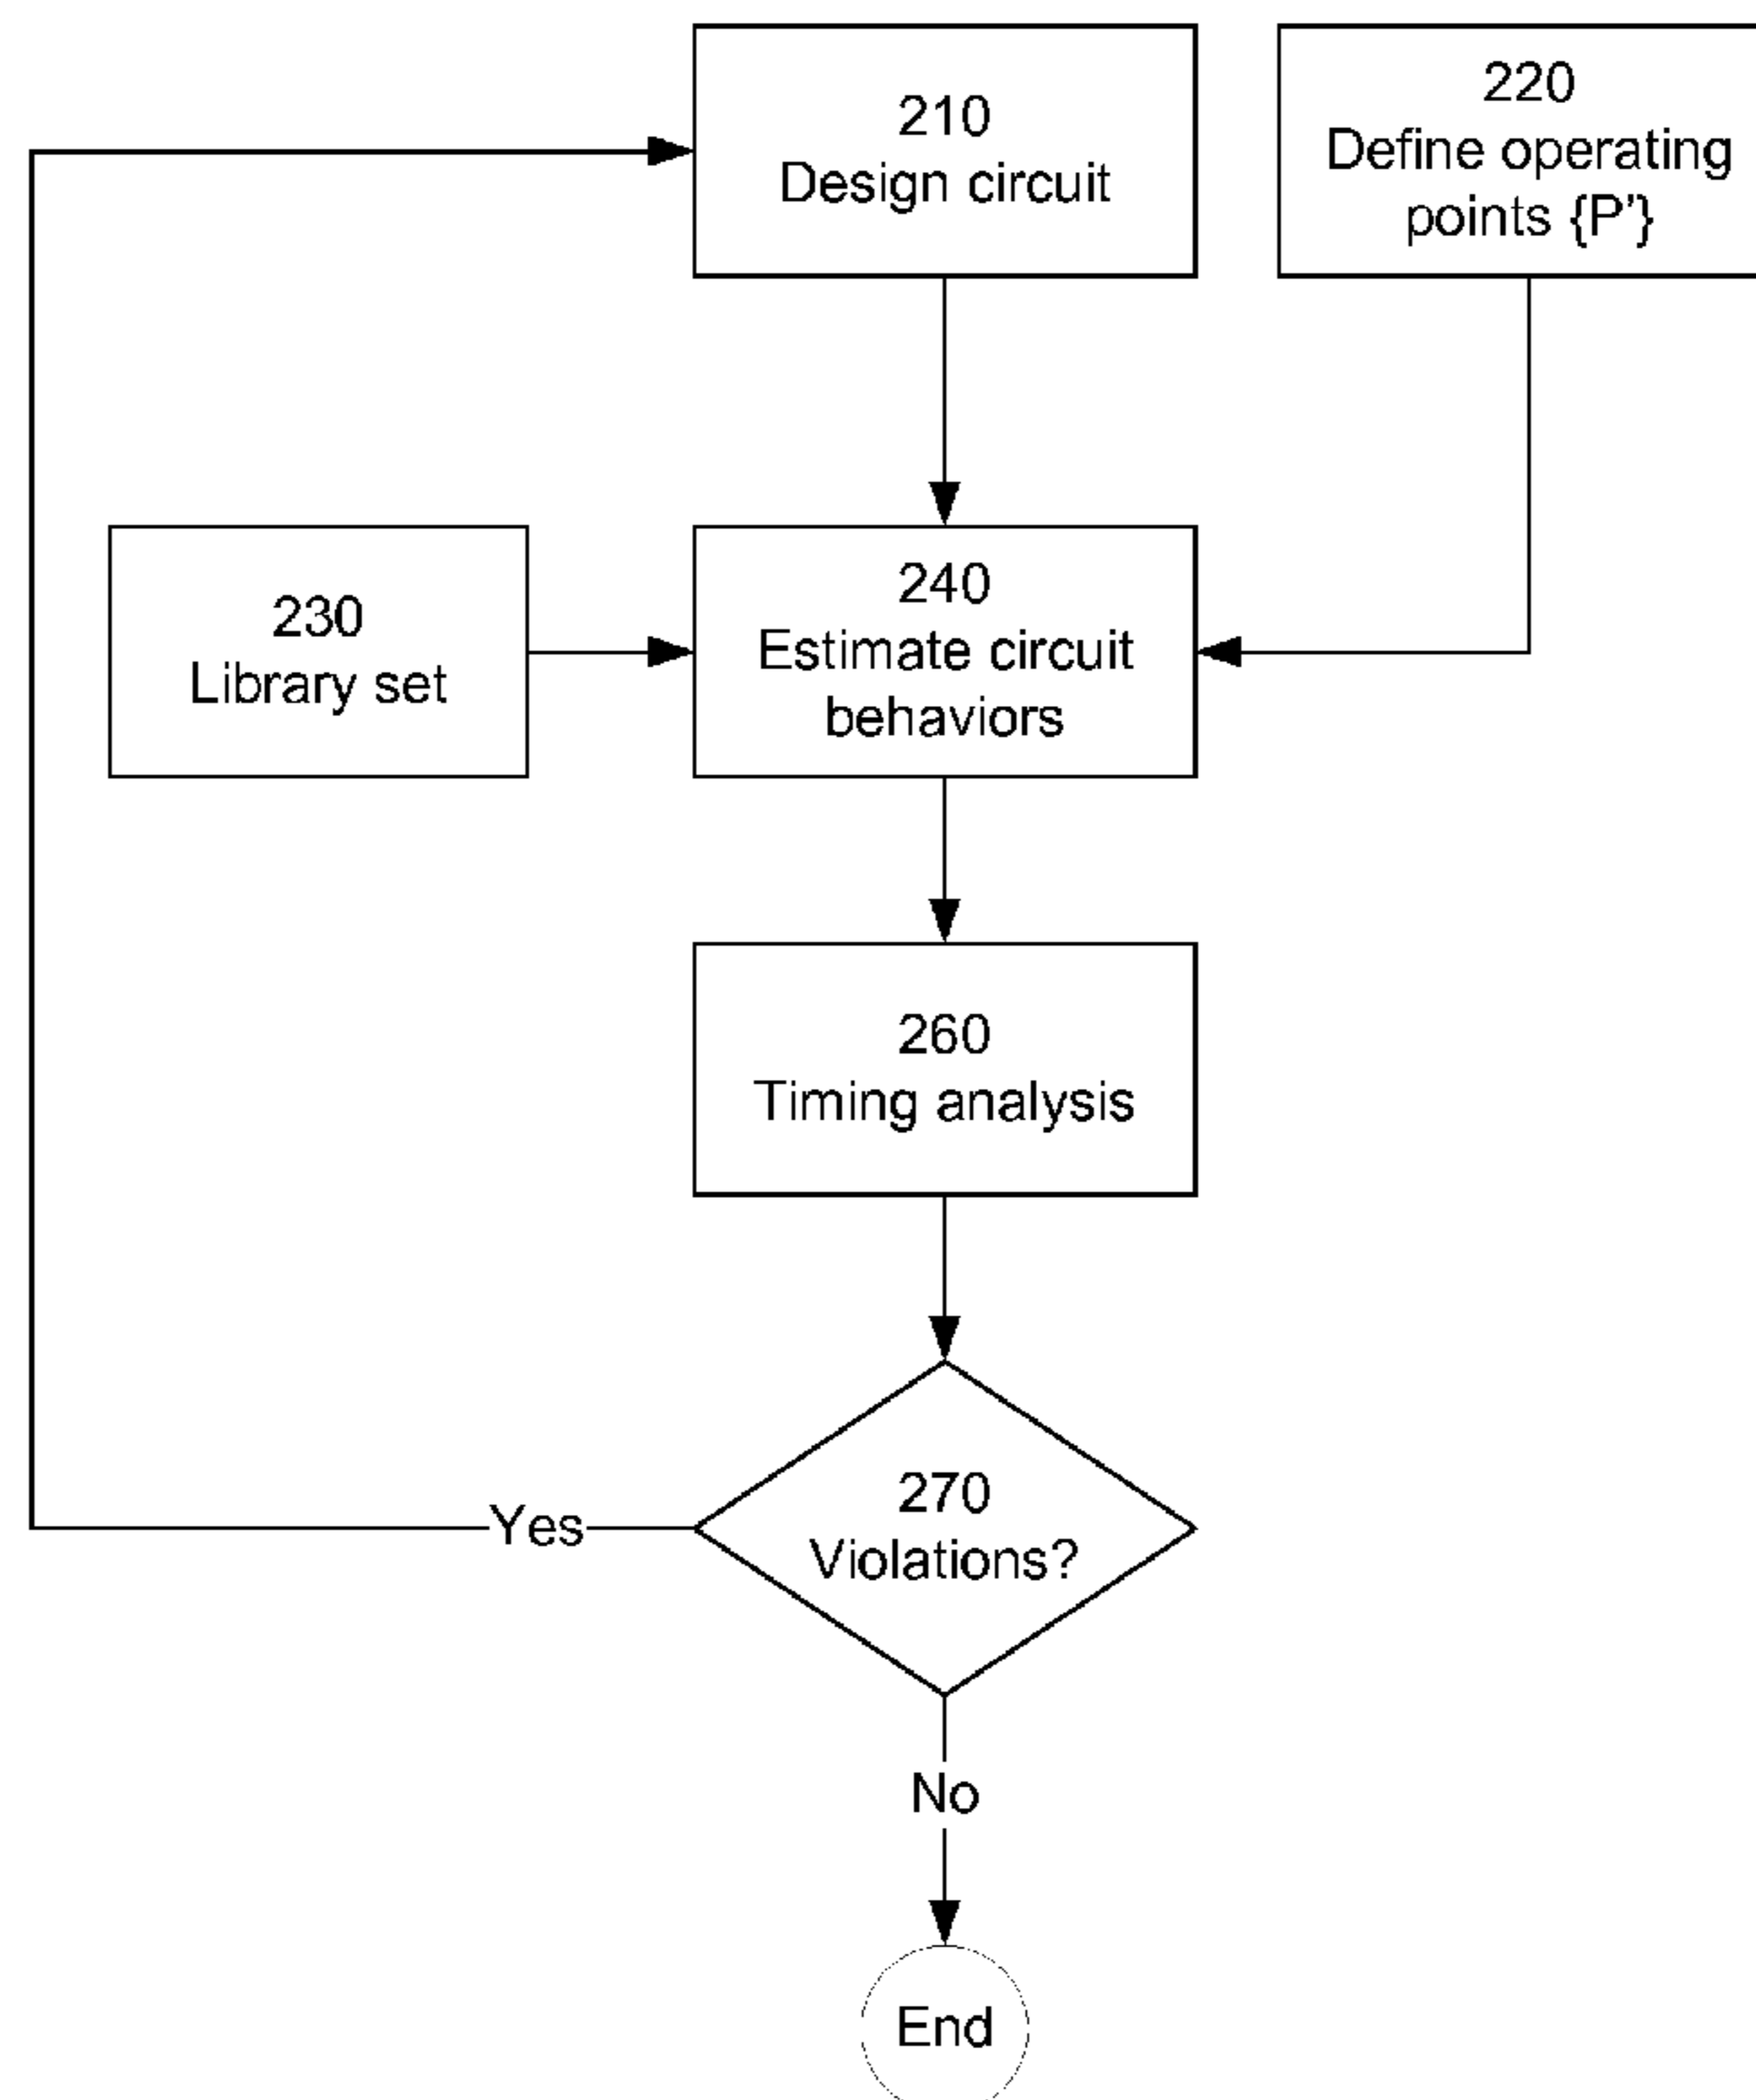 210
Design circuit
220
Define operating
points {P’}
230
Library set
240
Estimate circuit
behaviors
260
Timing analysis
270
Violations?
Yes
No
End